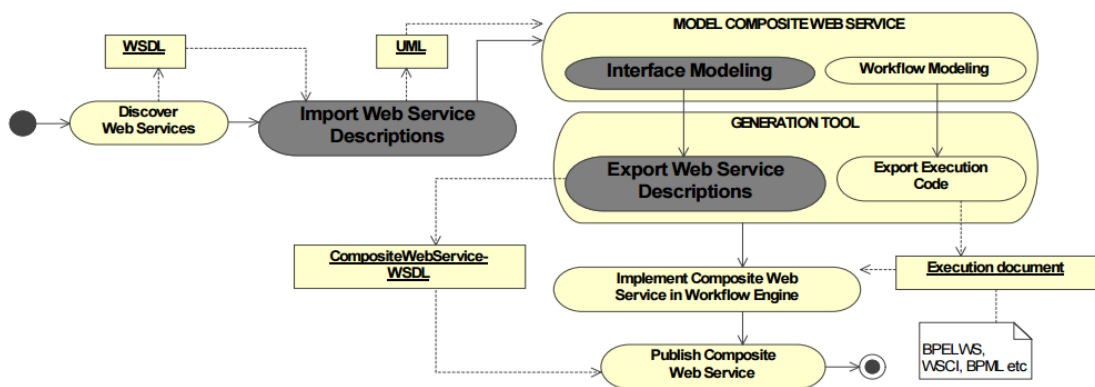 MODEL COMPOSITE WEB SERVICE
WSDL
UML
Interface Modeling
Workflow Modeling
Discover
Web Services
Import Web Service
Descriptions
GENERATION TOOL
Export Web Service
Descriptions
Export Execution
Code
CompositeWebService-
WSDL
Implement Composite Web
Service in Workflow Engine
Execution document
BPELWS,
WSCI, BPML etc
Publish Composite
Web Service